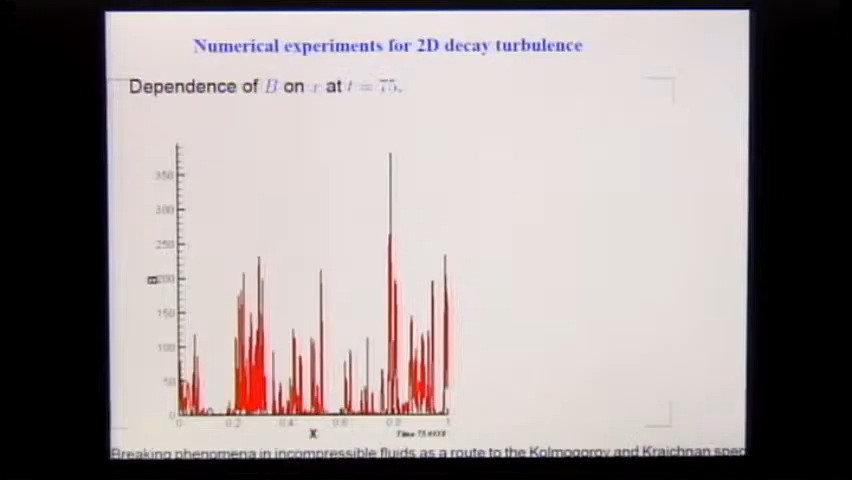 Numerical experiments for 2D decay turbulence
Dependence of B on x at t = 75.
350
300
250
B 200
150
100
50
0
0 0.2 0.4 0.6 0.8 1
X
Breaking phenomena in incompressible fluids as a route to the Kolmogorov and Kraichnan spec